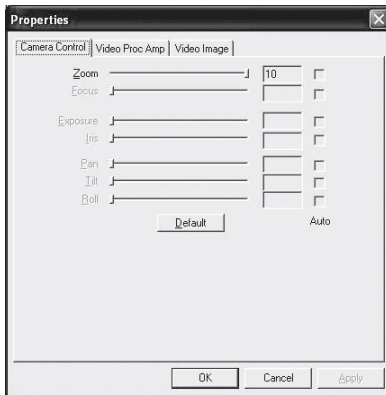 Properties
Camera Control Video Proc Amp Video Image
Zoom 10
Focus
Exposure
Iris
Pan
Tilt
Roll
Default Auto
OK Cancel Apply